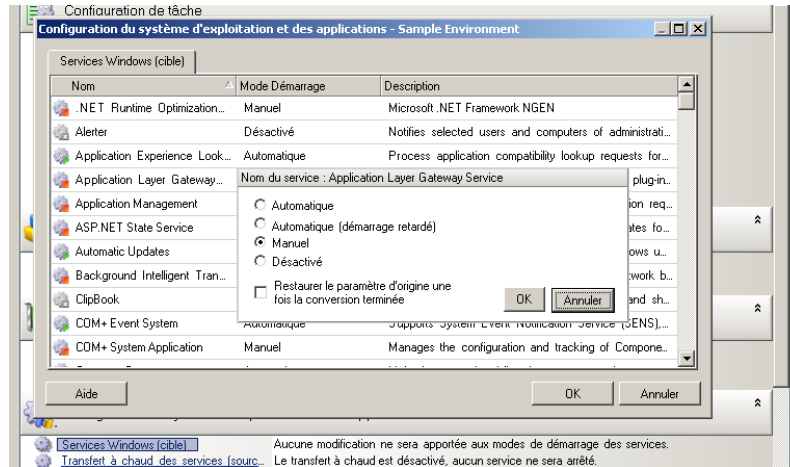 Configuration de tâche
Configuration du système d'exploitation et des applications - Sample Environment
Services Windows (cible)
Nom Mode Démarrage Description
.NET Runtime Optimization... Manuel Microsoft .NET Framework NGEN
Alerter Désactivé Notifies selected users and computers of administrati...
Application Experience Look... Automatique Process application compatibility lookup requests for...
Application Layer Gateway... plug-in...
Application Management ion req...
ASP.NET State Service ates fo...
Automatic Updates ows u...
Background Intelligent Tran... twork b...
ClipBook and sh...
COM+ Event System Automatique Supports System Event Notification Service (SENS),...
COM+ System Application Manuel Manages the configuration and tracking of Compone...
Nom du service : Application Layer Gateway Service
Automatique
Automatique (démarrage retardé)
Manuel
Désactivé
Restaurer le paramètre d'origine une
fois la conversion terminée
OK Annuler
Aide OK Annuler
Services Windows (cible) Aucune modification ne sera apportée aux modes de démarrage des services.
Transfert à chaud des services (sourc... Le transfert à chaud est désactivé, aucun service ne sera arrêté.